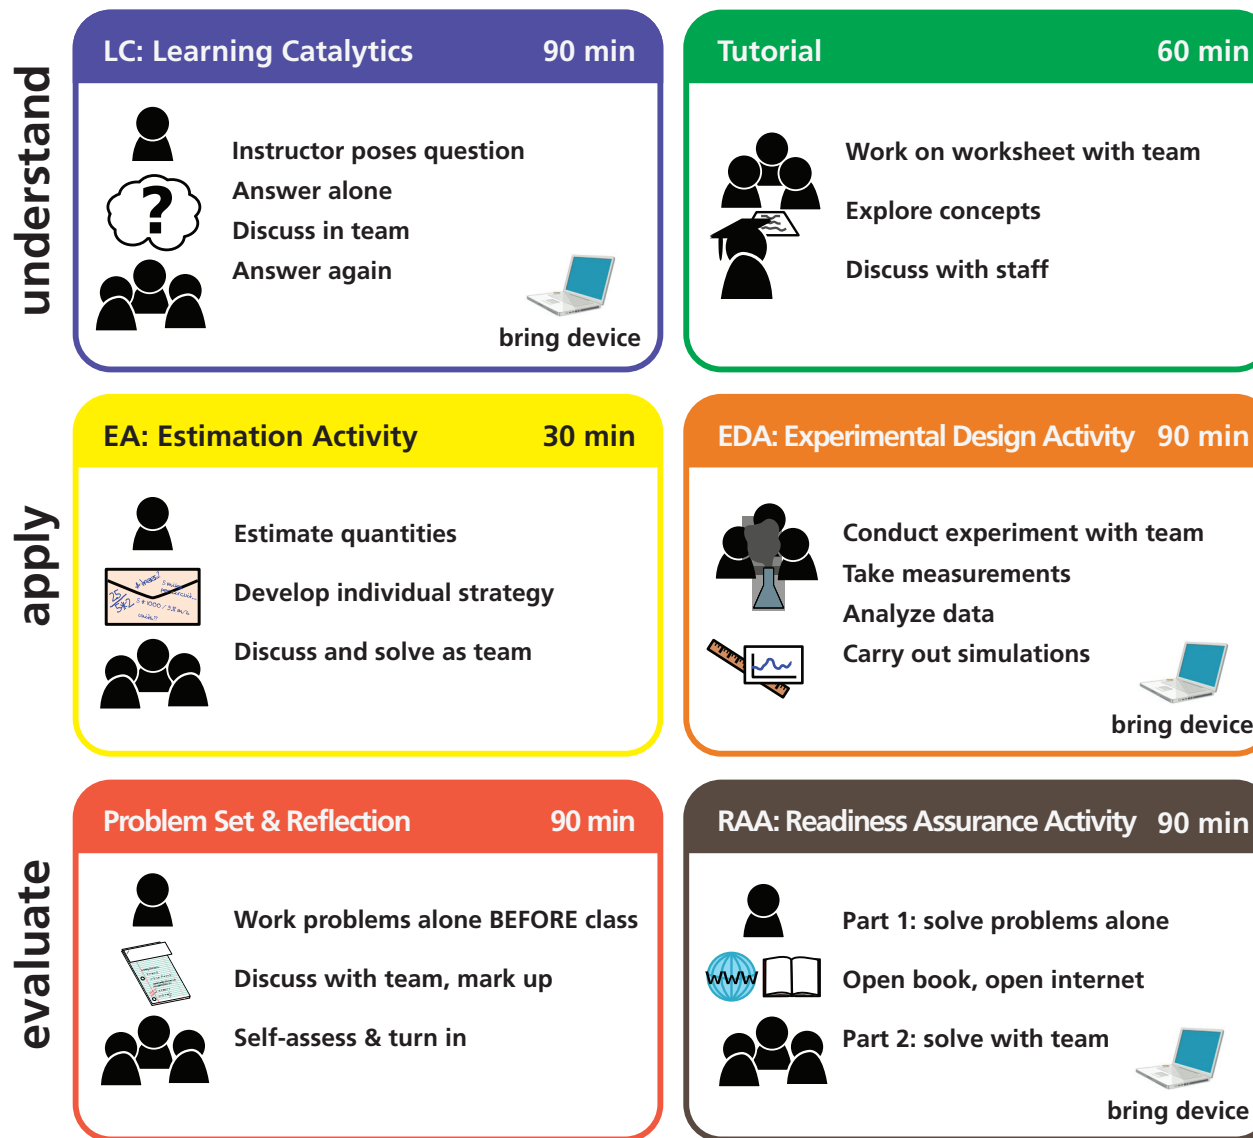 understand
LC: Learning Catalytics 90 min
Instructor poses question
Answer alone
Discuss in team
Answer again
bring device
?
Tutorial 60 min
Work on worksheet with team
Explore concepts
Discuss with staff
apply
EA: Estimation Activity 30 min
Estimate quantities
Develop individual strategy
Discuss and solve as team
EDA: Experimental Design Activity 90 min
Conduct experiment with team
Take measurements
Analyze data
Carry out simulations
bring device
evaluate
Problem Set & Reflection 90 min
Work problems alone BEFORE class
Discuss with team, mark up
Self-assess & turn in
RAA: Readiness Assurance Activity 90 min
Part 1: solve problems alone
www
Open book, open internet
Part 2: solve with team
bring device